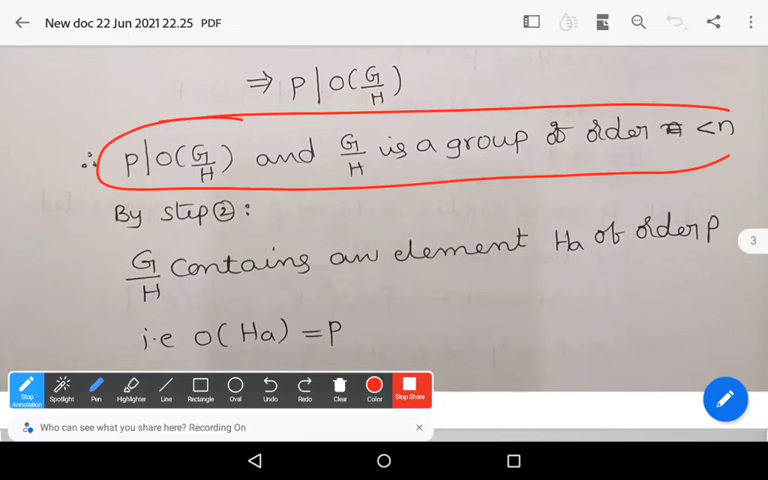 New doc 22 Jun 2021 22.25 PDF
⇒ P | O(G/H)
∴ P | O(G/H) and G/H is a group of order < n
By step ②:
G/H contains an element Ha of order P
i.e O(Ha) = P
3
Stop Annotation Spotlight Pen Highlighter Line Rectangle Oval Undo Redo Clear Color Stop Share
Who can see what you share here? Recording On